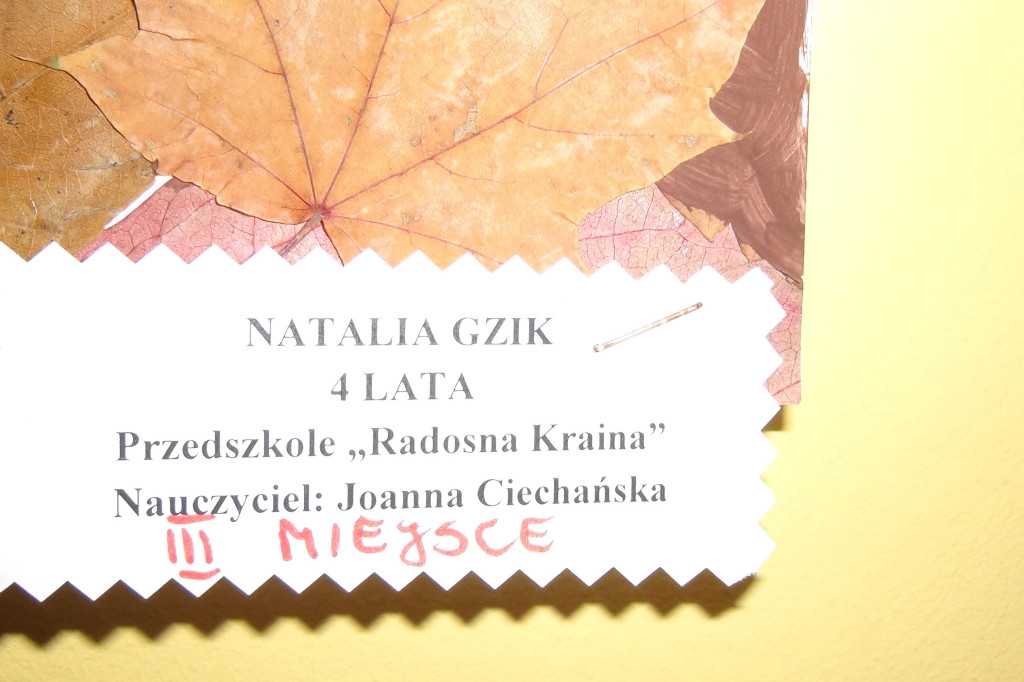 NATALIA GZIK
4 LATA
Przedszkole „Radosna Kraina”
Nauczyciel: Joanna Ciechańska
III MIEJSCE